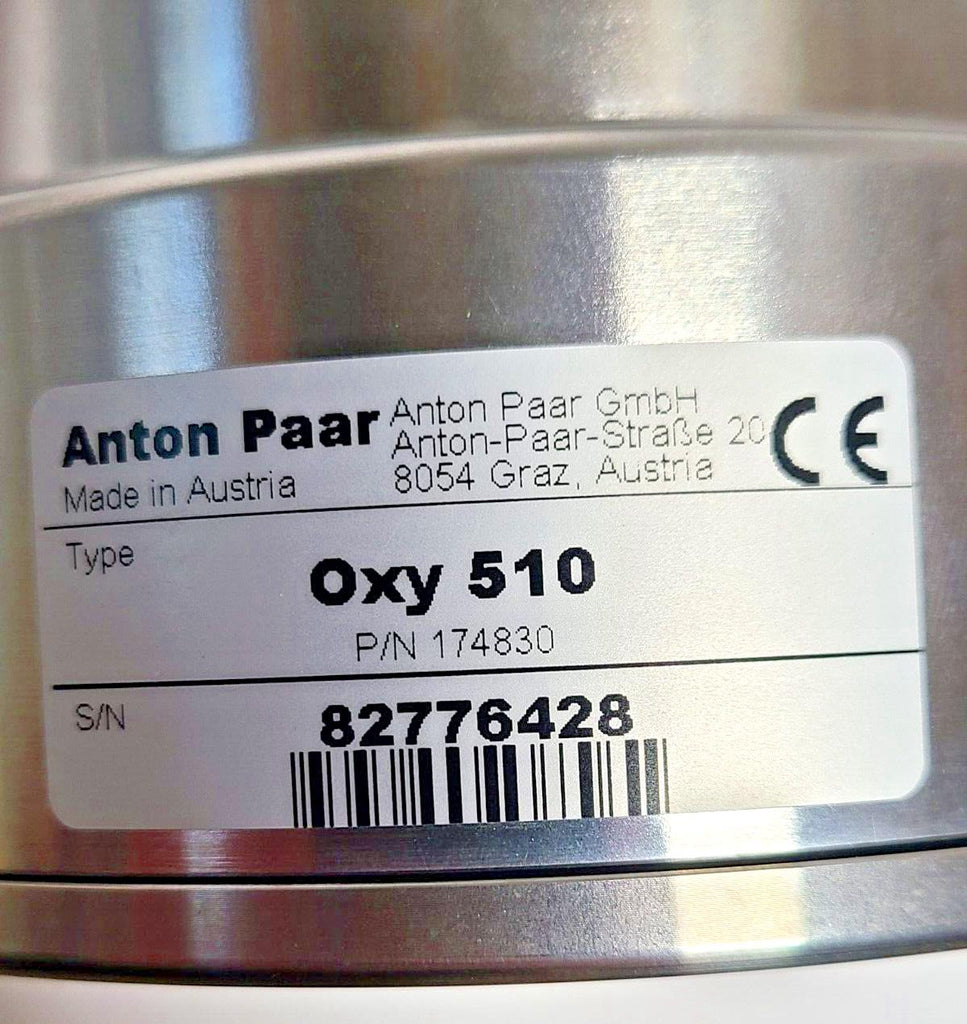 Anton Paar
Made in Austria
Anton Paar GmbH
Anton-Paar-Straße 20
8054 Graz, Austria
CE
Type
Oxy 510
P/N 174830
S/N
82776428